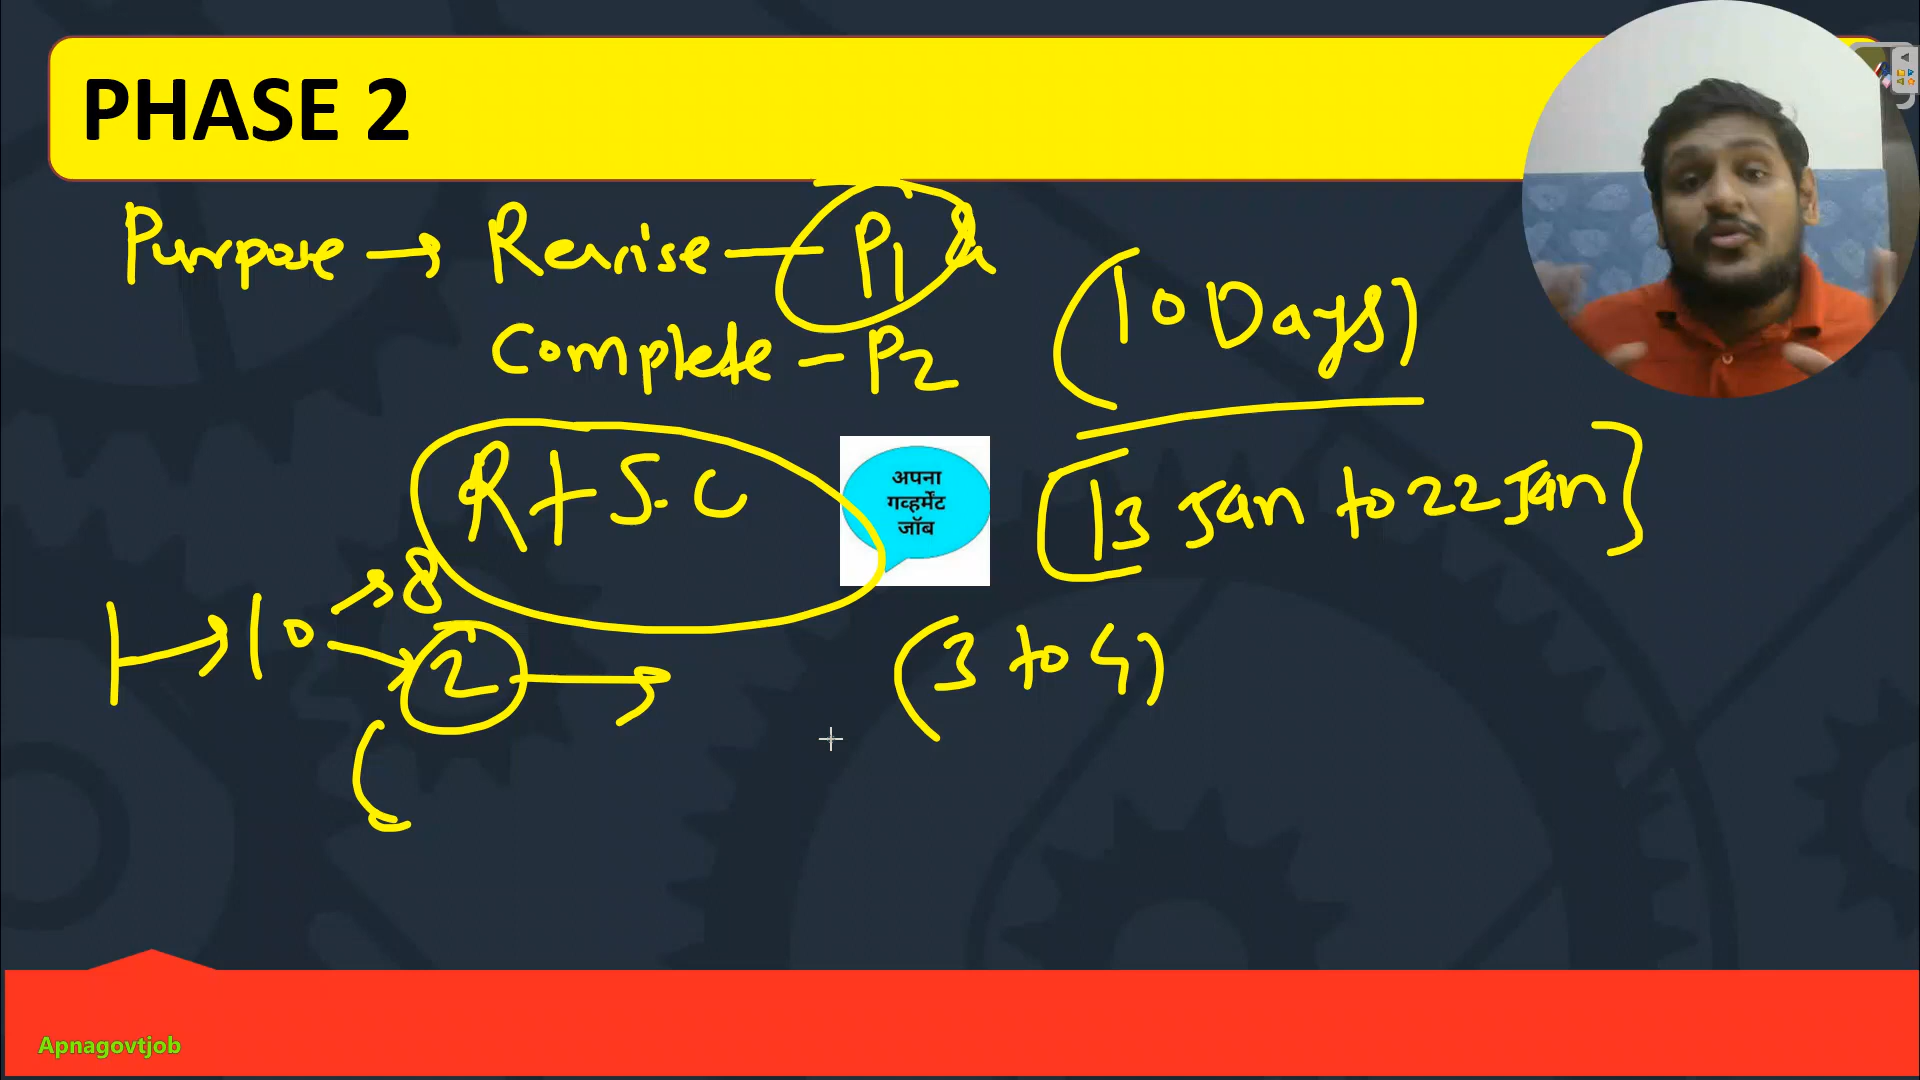 PHASE 2
Purpose → Revise — P1 &
Complete - P2
(10 Days)
R + S.C
अपना
गव्हर्मेंट
जॉब
13 Jan to 22 Jan}
→ 10 → 8
→ 2 →
(3 to 4)
Apnagovtjob